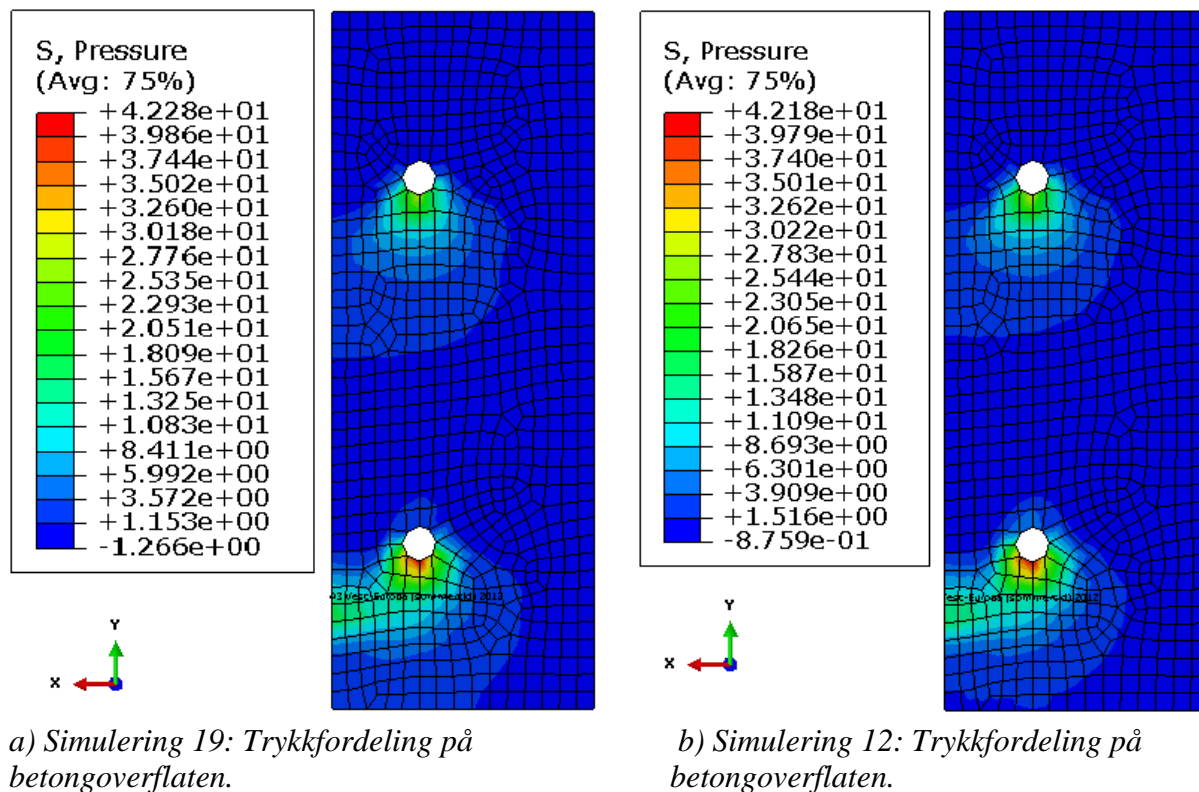 S, Pressure
(Avg: 75%)
+4.228e+01
+3.986e+01
+3.744e+01
+3.502e+01
+3.260e+01
+3.018e+01
+2.776e+01
+2.535e+01
+2.293e+01
+2.051e+01
+1.809e+01
+1.567e+01
+1.325e+01
+1.083e+01
+8.411e+00
+5.992e+00
+3.572e+00
+1.153e+00
-1.266e+00
Y
X
2012
a) Simulering 19: Trykkfordeling på
betongoverflaten.
S, Pressure
(Avg: 75%)
+4.218e+01
+3.979e+01
+3.740e+01
+3.501e+01
+3.262e+01
+3.022e+01
+2.783e+01
+2.544e+01
+2.305e+01
+2.065e+01
+1.826e+01
+1.587e+01
+1.348e+01
+1.109e+01
+8.693e+00
+6.301e+00
+3.909e+00
+1.516e+00
-8.759e-01
Y
X
2012
b) Simulering 12: Trykkfordeling på
betongoverflaten.